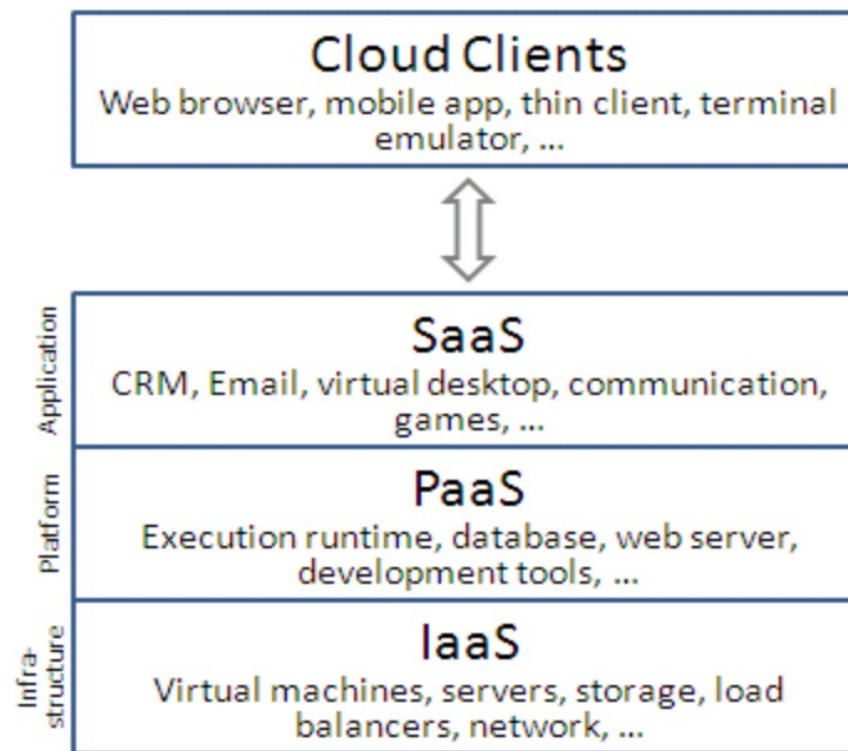 Cloud Clients
Web browser, mobile app, thin client, terminal
emulator, ...
Application
SaaS
CRM, Email, virtual desktop, communication,
games, ...
Platform
PaaS
Execution runtime, database, web server,
development tools, ...
Infra-
structure
IaaS
Virtual machines, servers, storage, load
balancers, network, ...